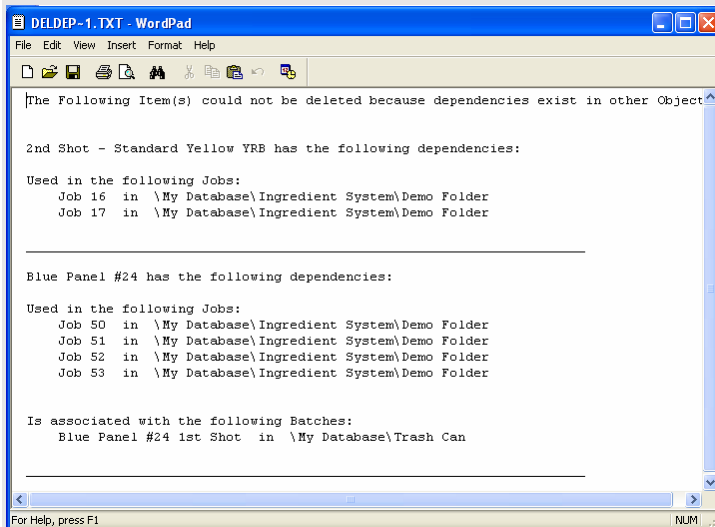 DELDEP~1.TXT - WordPad
File Edit View Insert Format Help
The Following Item(s) could not be deleted because dependencies exist in other Object
2nd Shot - Standard Yellow YRB has the following dependencies:
Used in the following Jobs:
Job 16 in \My Database\Ingredient System\Demo Folder
Job 17 in \My Database\Ingredient System\Demo Folder
Blue Panel #24 has the following dependencies:
Used in the following Jobs:
Job 50 in \My Database\Ingredient System\Demo Folder
Job 51 in \My Database\Ingredient System\Demo Folder
Job 52 in \My Database\Ingredient System\Demo Folder
Job 53 in \My Database\Ingredient System\Demo Folder
Is associated with the following Batches:
Blue Panel #24 1st Shot in \My Database\Trash Can
For Help, press F1
NUM